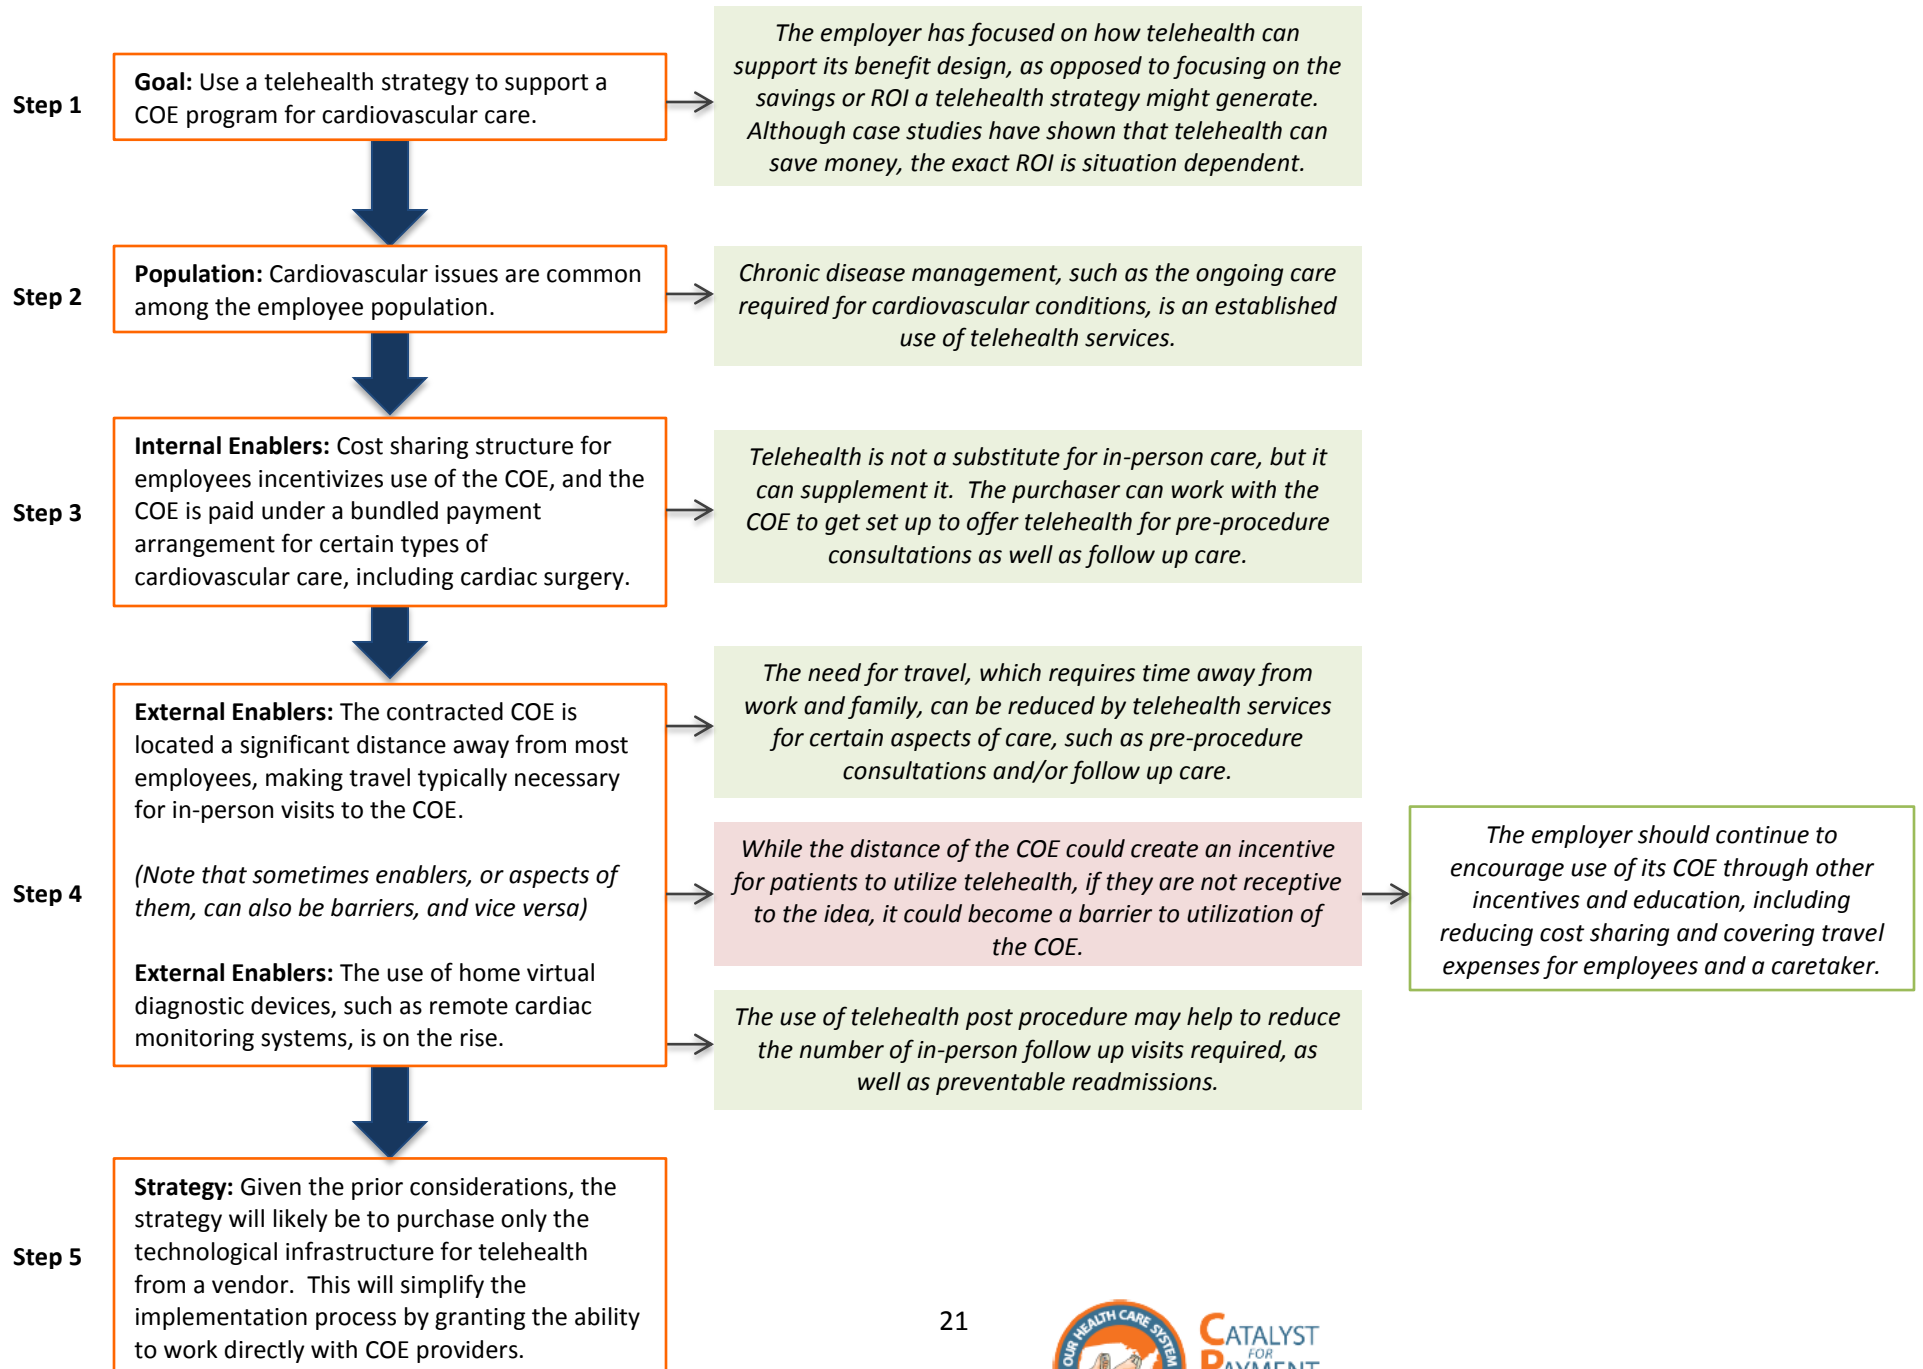 Step 1
Goal: Use a telehealth strategy to support a
COE program for cardiovascular care.
The employer has focused on how telehealth can
support its benefit design, as opposed to focusing on the
savings or ROI a telehealth strategy might generate.
Although case studies have shown that telehealth can
save money, the exact ROI is situation dependent.
Step 2
Population: Cardiovascular issues are common
among the employee population.
Chronic disease management, such as the ongoing care
required for cardiovascular conditions, is an established
use of telehealth services.
Step 3
Internal Enablers: Cost sharing structure for
employees incentivizes use of the COE, and the
COE is paid under a bundled payment
arrangement for certain types of
cardiovascular care, including cardiac surgery.
Telehealth is not a substitute for in-person care, but it
can supplement it.  The purchaser can work with the
COE to get set up to offer telehealth for pre-procedure
consultations as well as follow up care.
Step 4
External Enablers: The contracted COE is
located a significant distance away from most
employees, making travel typically necessary
for in-person visits to the COE.
(Note that sometimes enablers, or aspects of
them, can also be barriers, and vice versa)
External Enablers: The use of home virtual
diagnostic devices, such as remote cardiac
monitoring systems, is on the rise.
The need for travel, which requires time away from
work and family, can be reduced by telehealth services
for certain aspects of care, such as pre-procedure
consultations and/or follow up care.
While the distance of the COE could create an incentive
for patients to utilize telehealth, if they are not receptive
to the idea, it could become a barrier to utilization of
the COE.
The employer should continue to
encourage use of its COE through other
incentives and education, including
reducing cost sharing and covering travel
expenses for employees and a caretaker.
The use of telehealth post procedure may help to reduce
the number of in-person follow up visits required, as
well as preventable readmissions.
Step 5
Strategy: Given the prior considerations, the
strategy will likely be to purchase only the
technological infrastructure for telehealth
from a vendor.  This will simplify the
implementation process by granting the ability
to work directly with COE providers.
21
OUR HEALTH CARE SYSTEM
CATALYST
FOR
PAYMENT